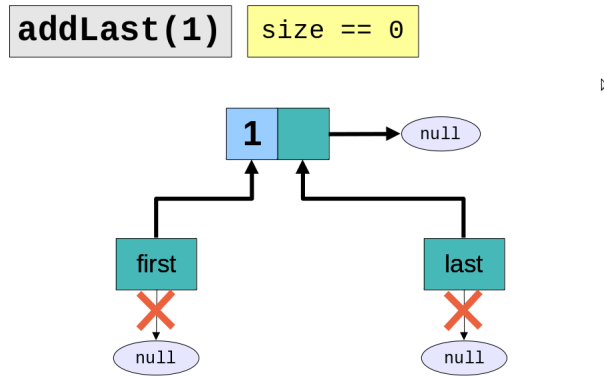 addLast(1)
size == 0
1
null
first
last
null
null